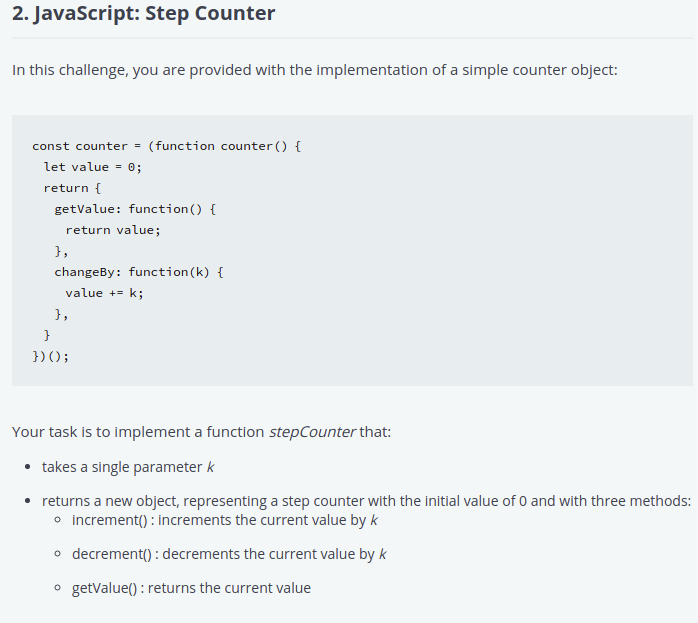 2. JavaScript: Step Counter
In this challenge, you are provided with the implementation of a simple counter object:
const counter = (function counter() {
  let value = 0;
  return {
    getValue: function() {
      return value;
    },
    changeBy: function(k) {
      value += k;
    },
  }
})();
Your task is to implement a function stepCounter that:
• takes a single parameter k
• returns a new object, representing a step counter with the initial value of 0 and with three methods:
◦ increment() : increments the current value by k
◦ decrement() : decrements the current value by k
◦ getValue() : returns the current value